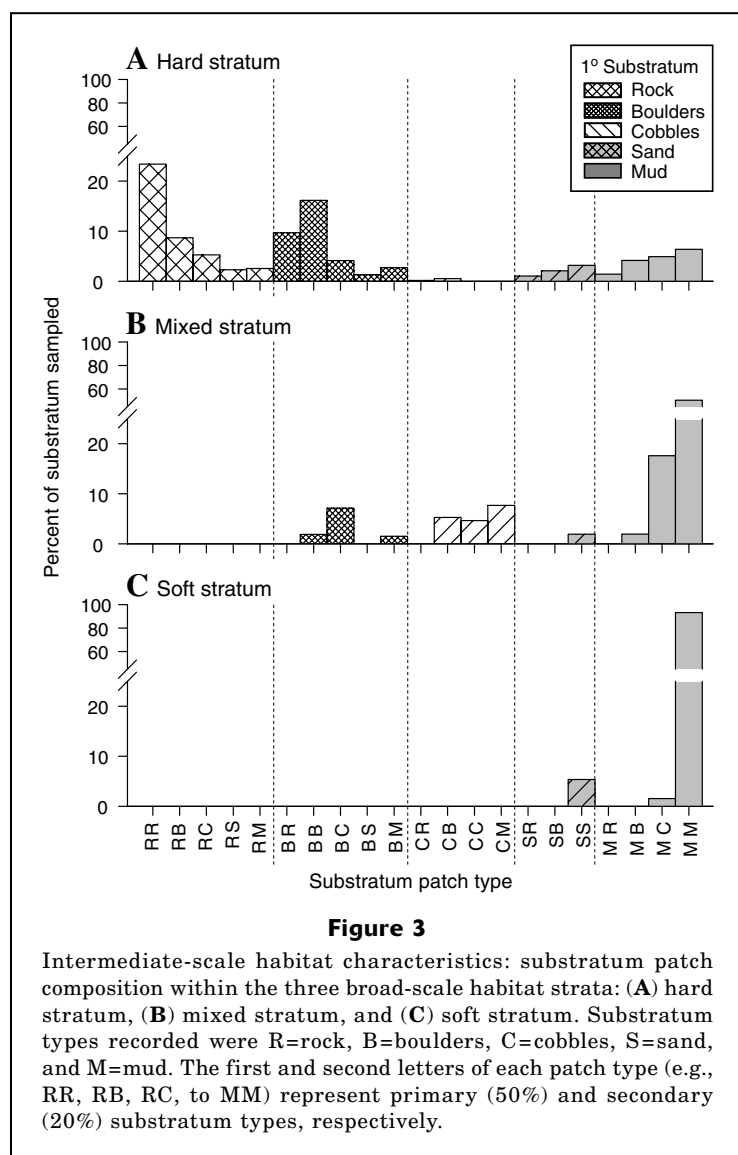 A Hard stratum
1º Substratum
Rock
Boulders
Cobbles
Sand
Mud
100
80
60
20
10
0
B Mixed stratum
100
80
60
20
10
0
C Soft stratum
100
80
60
20
10
0
Percent of substratum sampled
RR RB RC RS RM BR BB BC BS BM CR CB CC CM SR SB SS MR MB MC MM
Substratum patch type
Figure 3
Intermediate-scale habitat characteristics: substratum patch
composition within the three broad-scale habitat strata: (A) hard
stratum, (B) mixed stratum, and (C) soft stratum. Substratum
types recorded were R=rock, B=boulders, C=cobbles, S=sand,
and M=mud. The first and second letters of each patch type (e.g.,
RR, RB, RC, to MM) represent primary (50%) and secondary
(20%) substratum types, respectively.